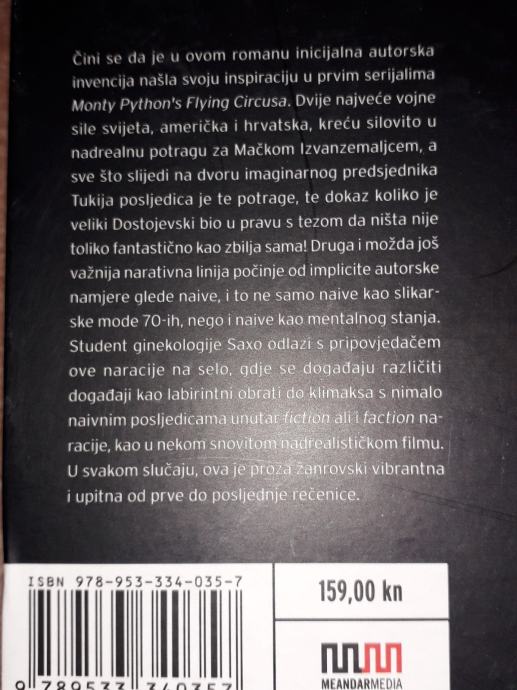 Čini se da je u ovom romanu inicijalna autorska
invencija našla svoju inspiraciju u prvim serijalima
Monty Python's Flying Circusa. Dvije najveće vojne
sile svijeta, američka i hrvatska, kreću silovito u
nadrealnu potragu za Mačkom Izvanzemaljcem, a
sve što slijedi na dvoru imaginarnog predsjednika
Tukija posljedica je te potrage, te dokaz koliko je
veliki Dostojevski bio u pravu s tezom da ništa nije
toliko fantastično kao zbilja sama! Druga i možda još
važnija narativna linija počinje od implicite autorske
namjere glede naive, i to ne samo naive kao slikar-
ske mode 70-ih, nego i naive kao mentalnog stanja.
Student ginekologije Saxo odlazi s pripovjedačem
ove naracije na selo, gdje se događaju različiti
događaji kao labirintni obrati do klimaksa s nimalo
naivnim posljedicama unutar fiction ali i faction na-
racije, kao u nekom snovitom nadrealističkom filmu.
U svakom slučaju, ova je proza žanrovski vibrantna
i upitna od prve do posljednje rečenice.
ISBN 978-953-334-035-7
9 789533 340357
159,00 kn
MEANDARMEDIA